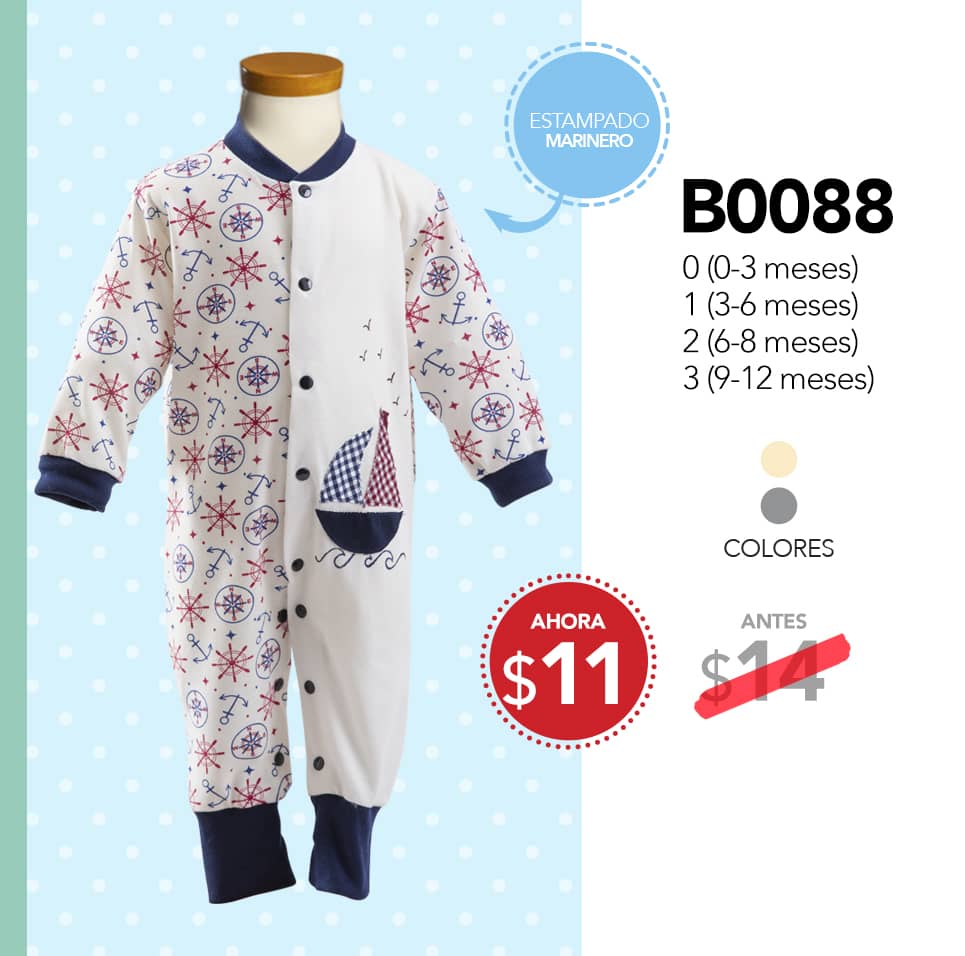 ESTAMPADO
MARINERO
B0088
0 (0-3 meses)
1 (3-6 meses)
2 (6-8 meses)
3 (9-12 meses)
COLORES
AHORA
$11
ANTES
$14